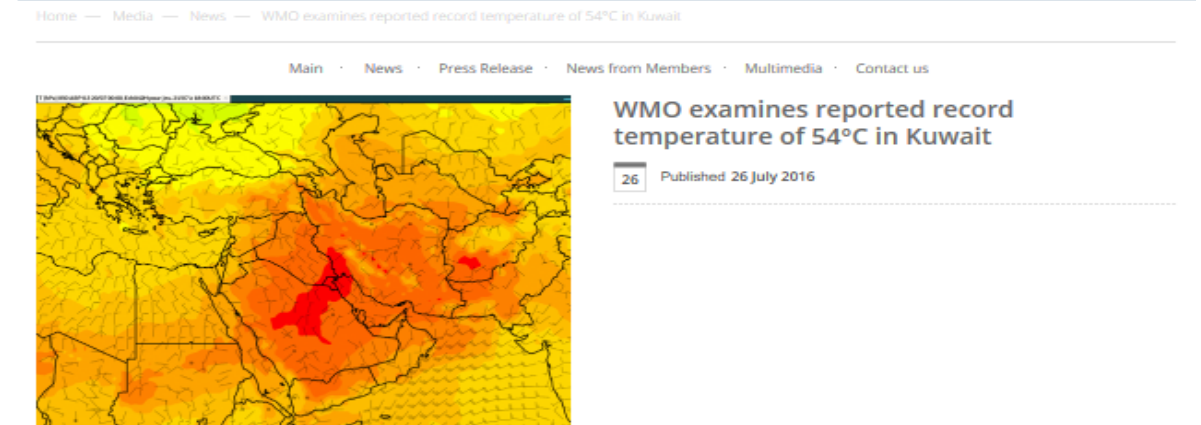 Home — Media — News — WMO examines reported record temperature of 54°C in Kuwait
Main · News · Press Release · News from Members · Multimedia · Contact us
WMO examines reported record
temperature of 54°C in Kuwait
26 Published 26 July 2016